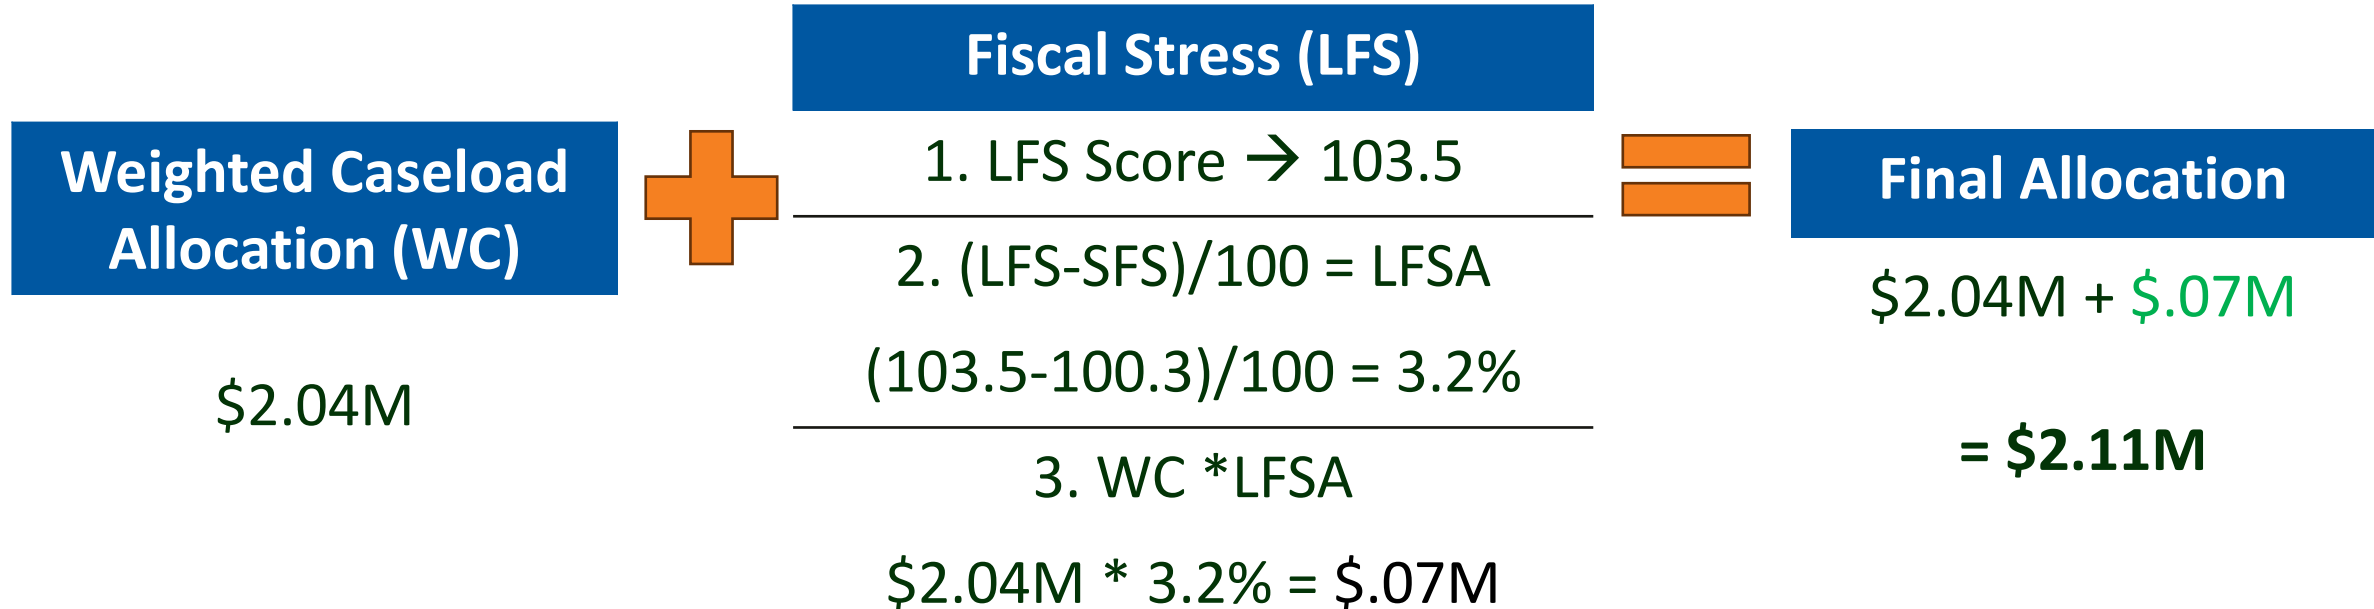 Weighted Caseload
Allocation (WC)
$2.04M
Fiscal Stress (LFS)
1. LFS Score → 103.5
2. (LFS-SFS)/100 = LFSA
(103.5-100.3)/100 = 3.2%
3. WC *LFSA
$2.04M * 3.2% = $.07M
Final Allocation
$2.04M + $.07M
= $2.11M